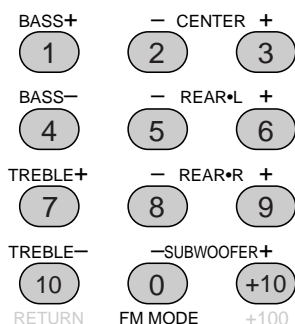 BASS+ − CENTER +
1 2 3
BASS− − REAR•L +
4 5 6
TREBLE+ − REAR•R +
7 8 9
TREBLE− −SUBWOOFER+
10 0 +10
RETURN FM MODE +100